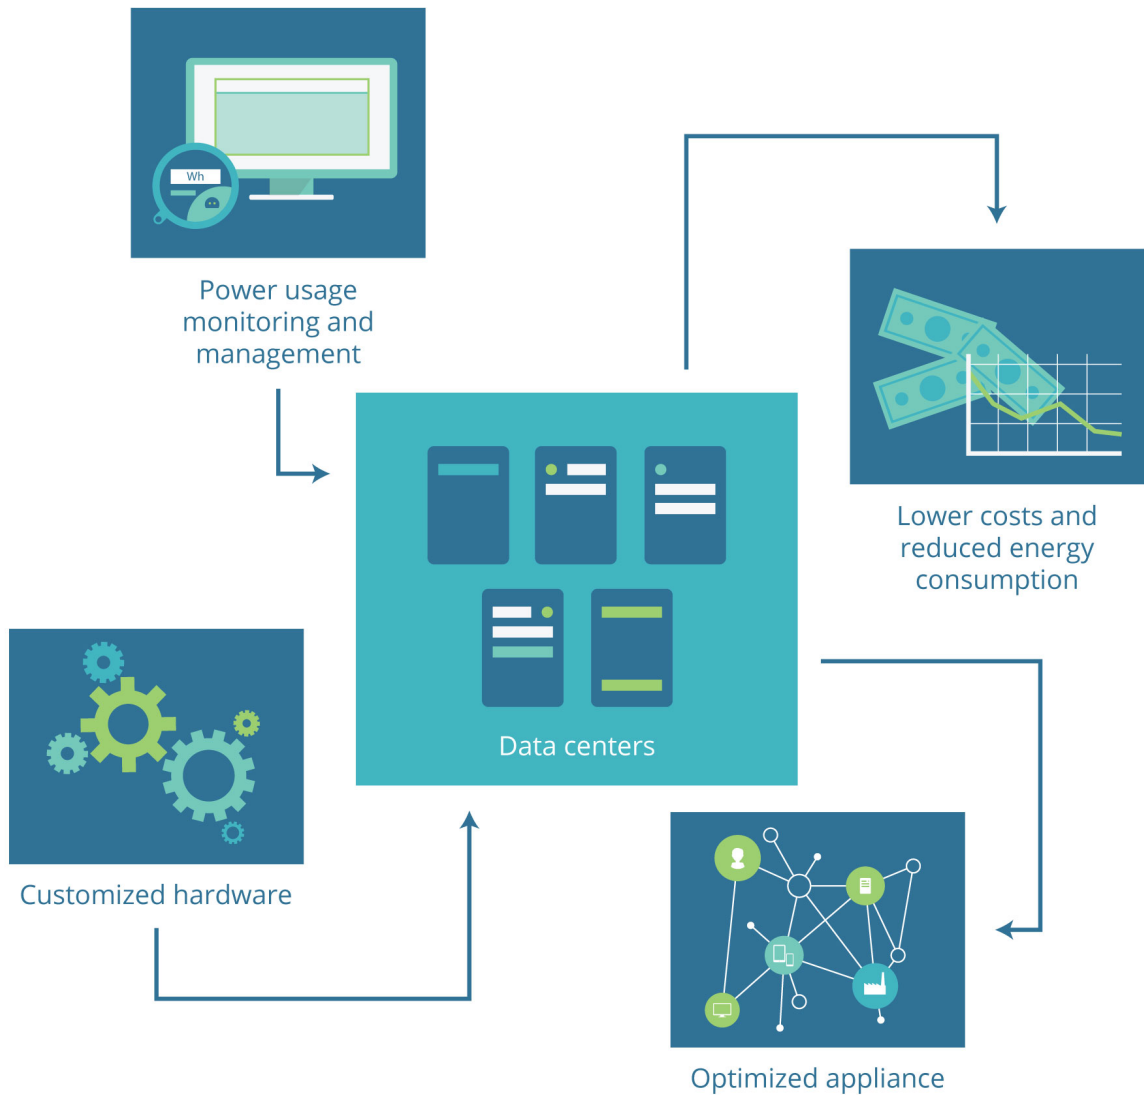 Wh
Power usage
monitoring and
management
Lower costs and
reduced energy
consumption
Data centers
Customized hardware
Optimized appliance